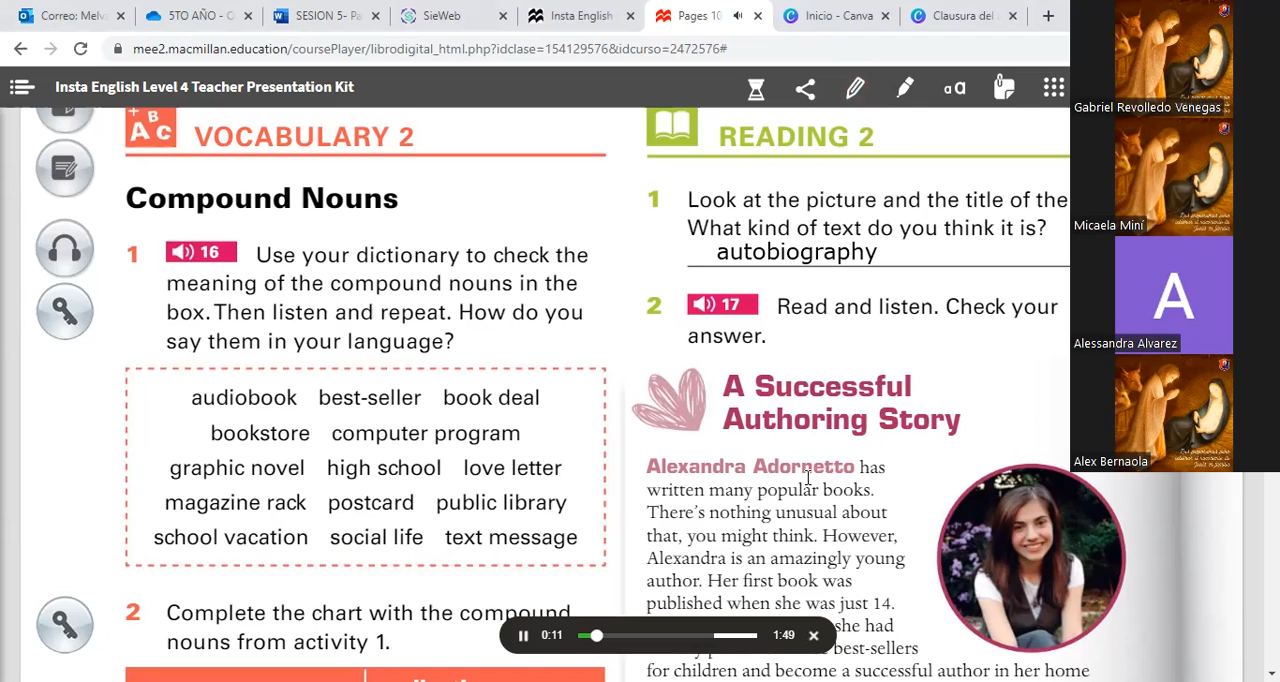 Correo: Melv
5TO AÑO - C
SESION 5- Pa
SieWeb
Insta English
Pages 10
Inicio - Canva
Clausura del
mee2.macmillan.education/coursePlayer/librodigital_html.php?idclase=154129576&idcurso=2472576#
Insta English Level 4 Teacher Presentation Kit
a a
Gabriel Revolledo Venegas
Micaela Miní
A
Alessandra Alvarez
Alex Bernaola
+ B
A C
VOCABULARY 2
Compound Nouns
1 16 Use your dictionary to check the
meaning of the compound nouns in the
box. Then listen and repeat. How do you
say them in your language?
audiobook best-seller book deal
bookstore computer program
graphic novel high school love letter
magazine rack postcard public library
school vacation social life text message
2 Complete the chart with the compound
nouns from activity 1.
READING 2
1 Look at the picture and the title of the
What kind of text do you think it is?
autobiography
2 17 Read and listen. Check your
answer.
A Successful
Authoring Story
Alexandra Adornetto has
written many popular books.
There's nothing unusual about
that, you might think. However,
Alexandra is an amazingly young
author. Her first book was
published when she was just 14.
she had
best-sellers
for children and become a successful author in her home
0:11 1:49